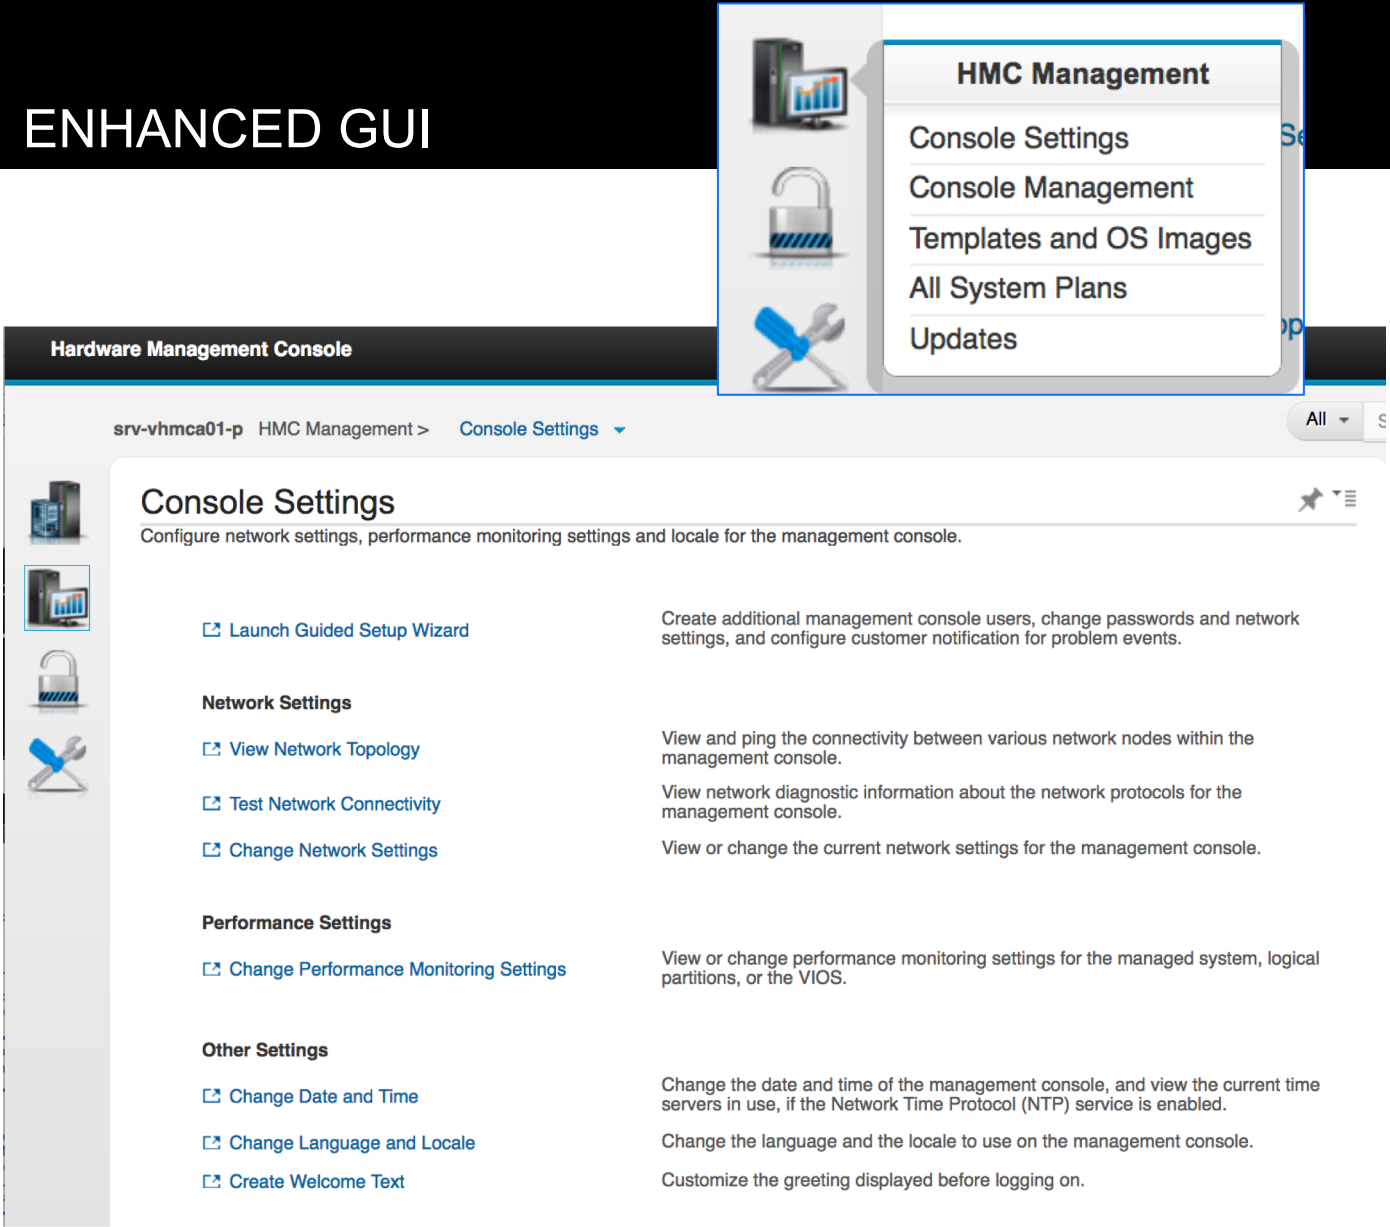 ENHANCED GUI
HMC Management
Console Settings
Console Management
Templates and OS Images
All System Plans
Updates
Hardware Management Console
srv-vhmca01-p HMC Management > Console Settings
All
Console Settings
Configure network settings, performance monitoring settings and locale for the management console.
Launch Guided Setup Wizard
Create additional management console users, change passwords and network
settings, and configure customer notification for problem events.
Network Settings
View Network Topology
View and ping the connectivity between various network nodes within the
management console.
Test Network Connectivity
View network diagnostic information about the network protocols for the
management console.
Change Network Settings
View or change the current network settings for the management console.
Performance Settings
Change Performance Monitoring Settings
View or change performance monitoring settings for the managed system, logical
partitions, or the VIOS.
Other Settings
Change Date and Time
Change the date and time of the management console, and view the current time
servers in use, if the Network Time Protocol (NTP) service is enabled.
Change Language and Locale
Change the language and the locale to use on the management console.
Create Welcome Text
Customize the greeting displayed before logging on.